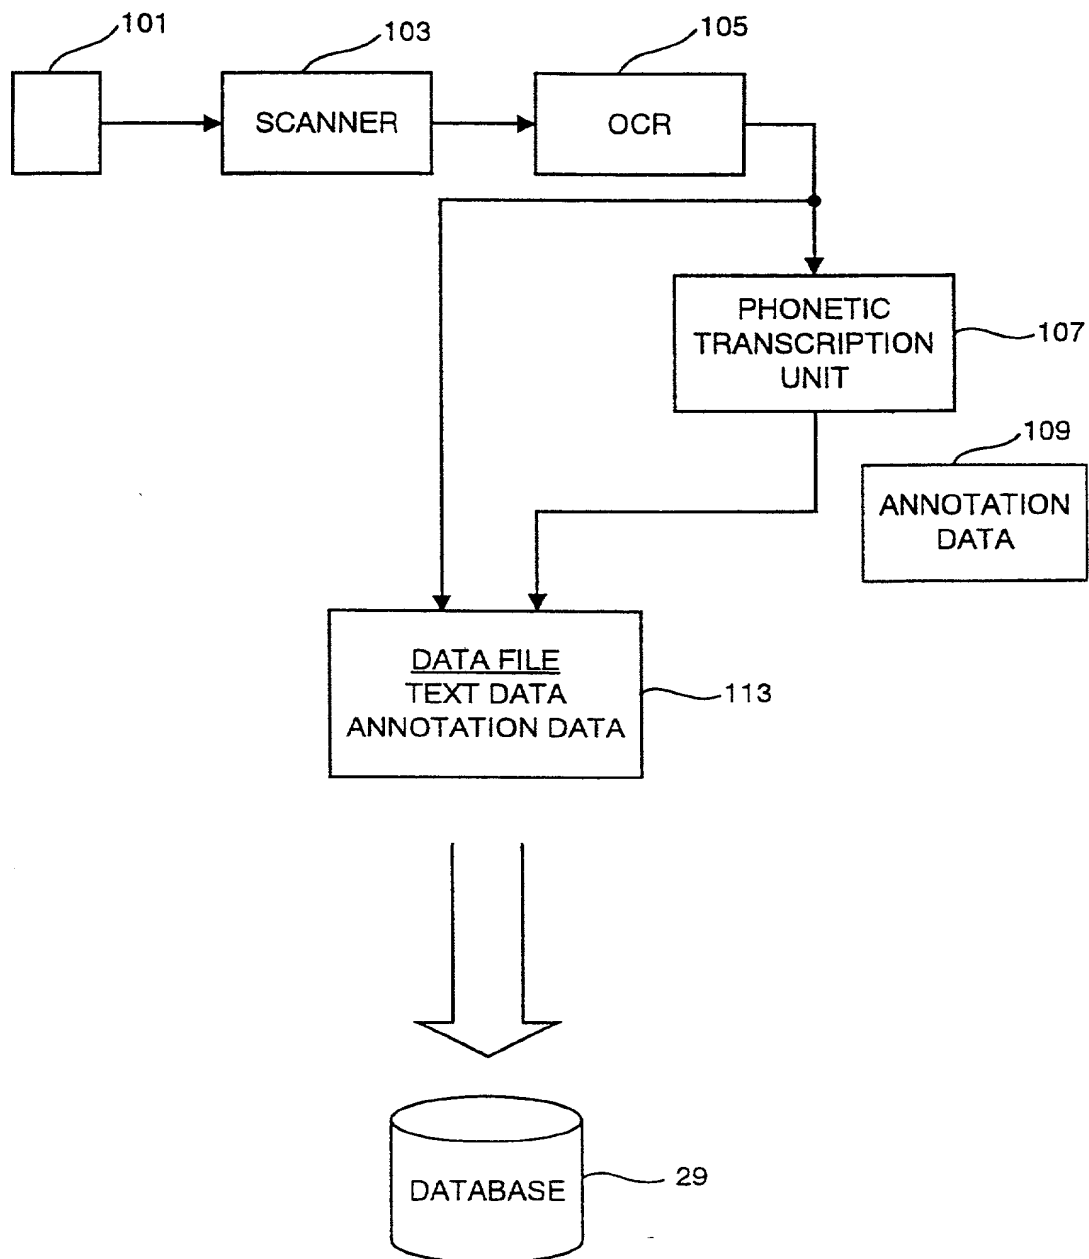 101
103
105
SCANNER
OCR
PHONETIC
TRANSCRIPTION
UNIT
107
109
ANNOTATION
DATA
DATA FILE
TEXT DATA
ANNOTATION DATA
113
DATABASE
29